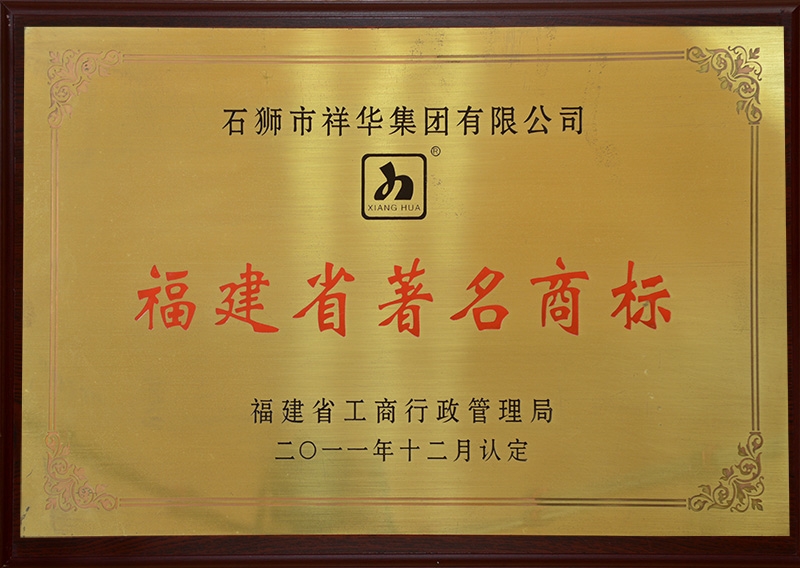 石狮市祥华集团有限公司
®
XIANG HUA
福建省著名商标
福建省工商行政管理局
二〇一一年十二月认定